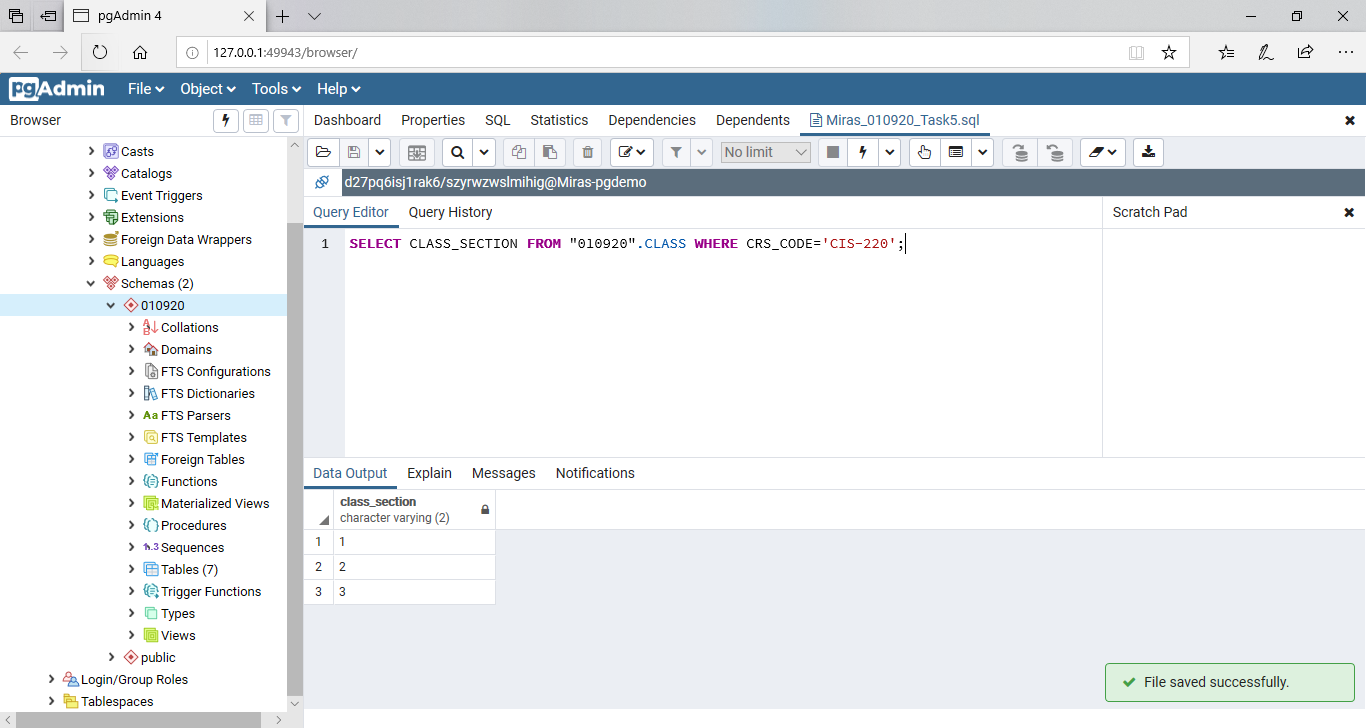 pgAdmin 4
127.0.0.1:49943/browser/
pgAdmin File Object Tools Help
Browser
Dashboard Properties SQL Statistics Dependencies Dependents Miras_010920_Task5.sql
No limit
d27pq6isj1rak6/szyrwzwslmihig@Miras-pgdemo
Query Editor Query History
Scratch Pad
1 SELECT CLASS_SECTION FROM "010920".CLASS WHERE CRS_CODE='CIS-220';
Casts
Catalogs
Event Triggers
Extensions
Foreign Data Wrappers
Languages
Schemas (2)
010920
Collations
Domains
FTS Configurations
FTS Dictionaries
Aa FTS Parsers
FTS Templates
Foreign Tables
Functions
Materialized Views
Procedures
Sequences
Tables (7)
Trigger Functions
Types
Views
public
Login/Group Roles
Tablespaces
Data Output Explain Messages Notifications
class_section
character varying (2)
1 1
2 2
3 3
File saved successfully.